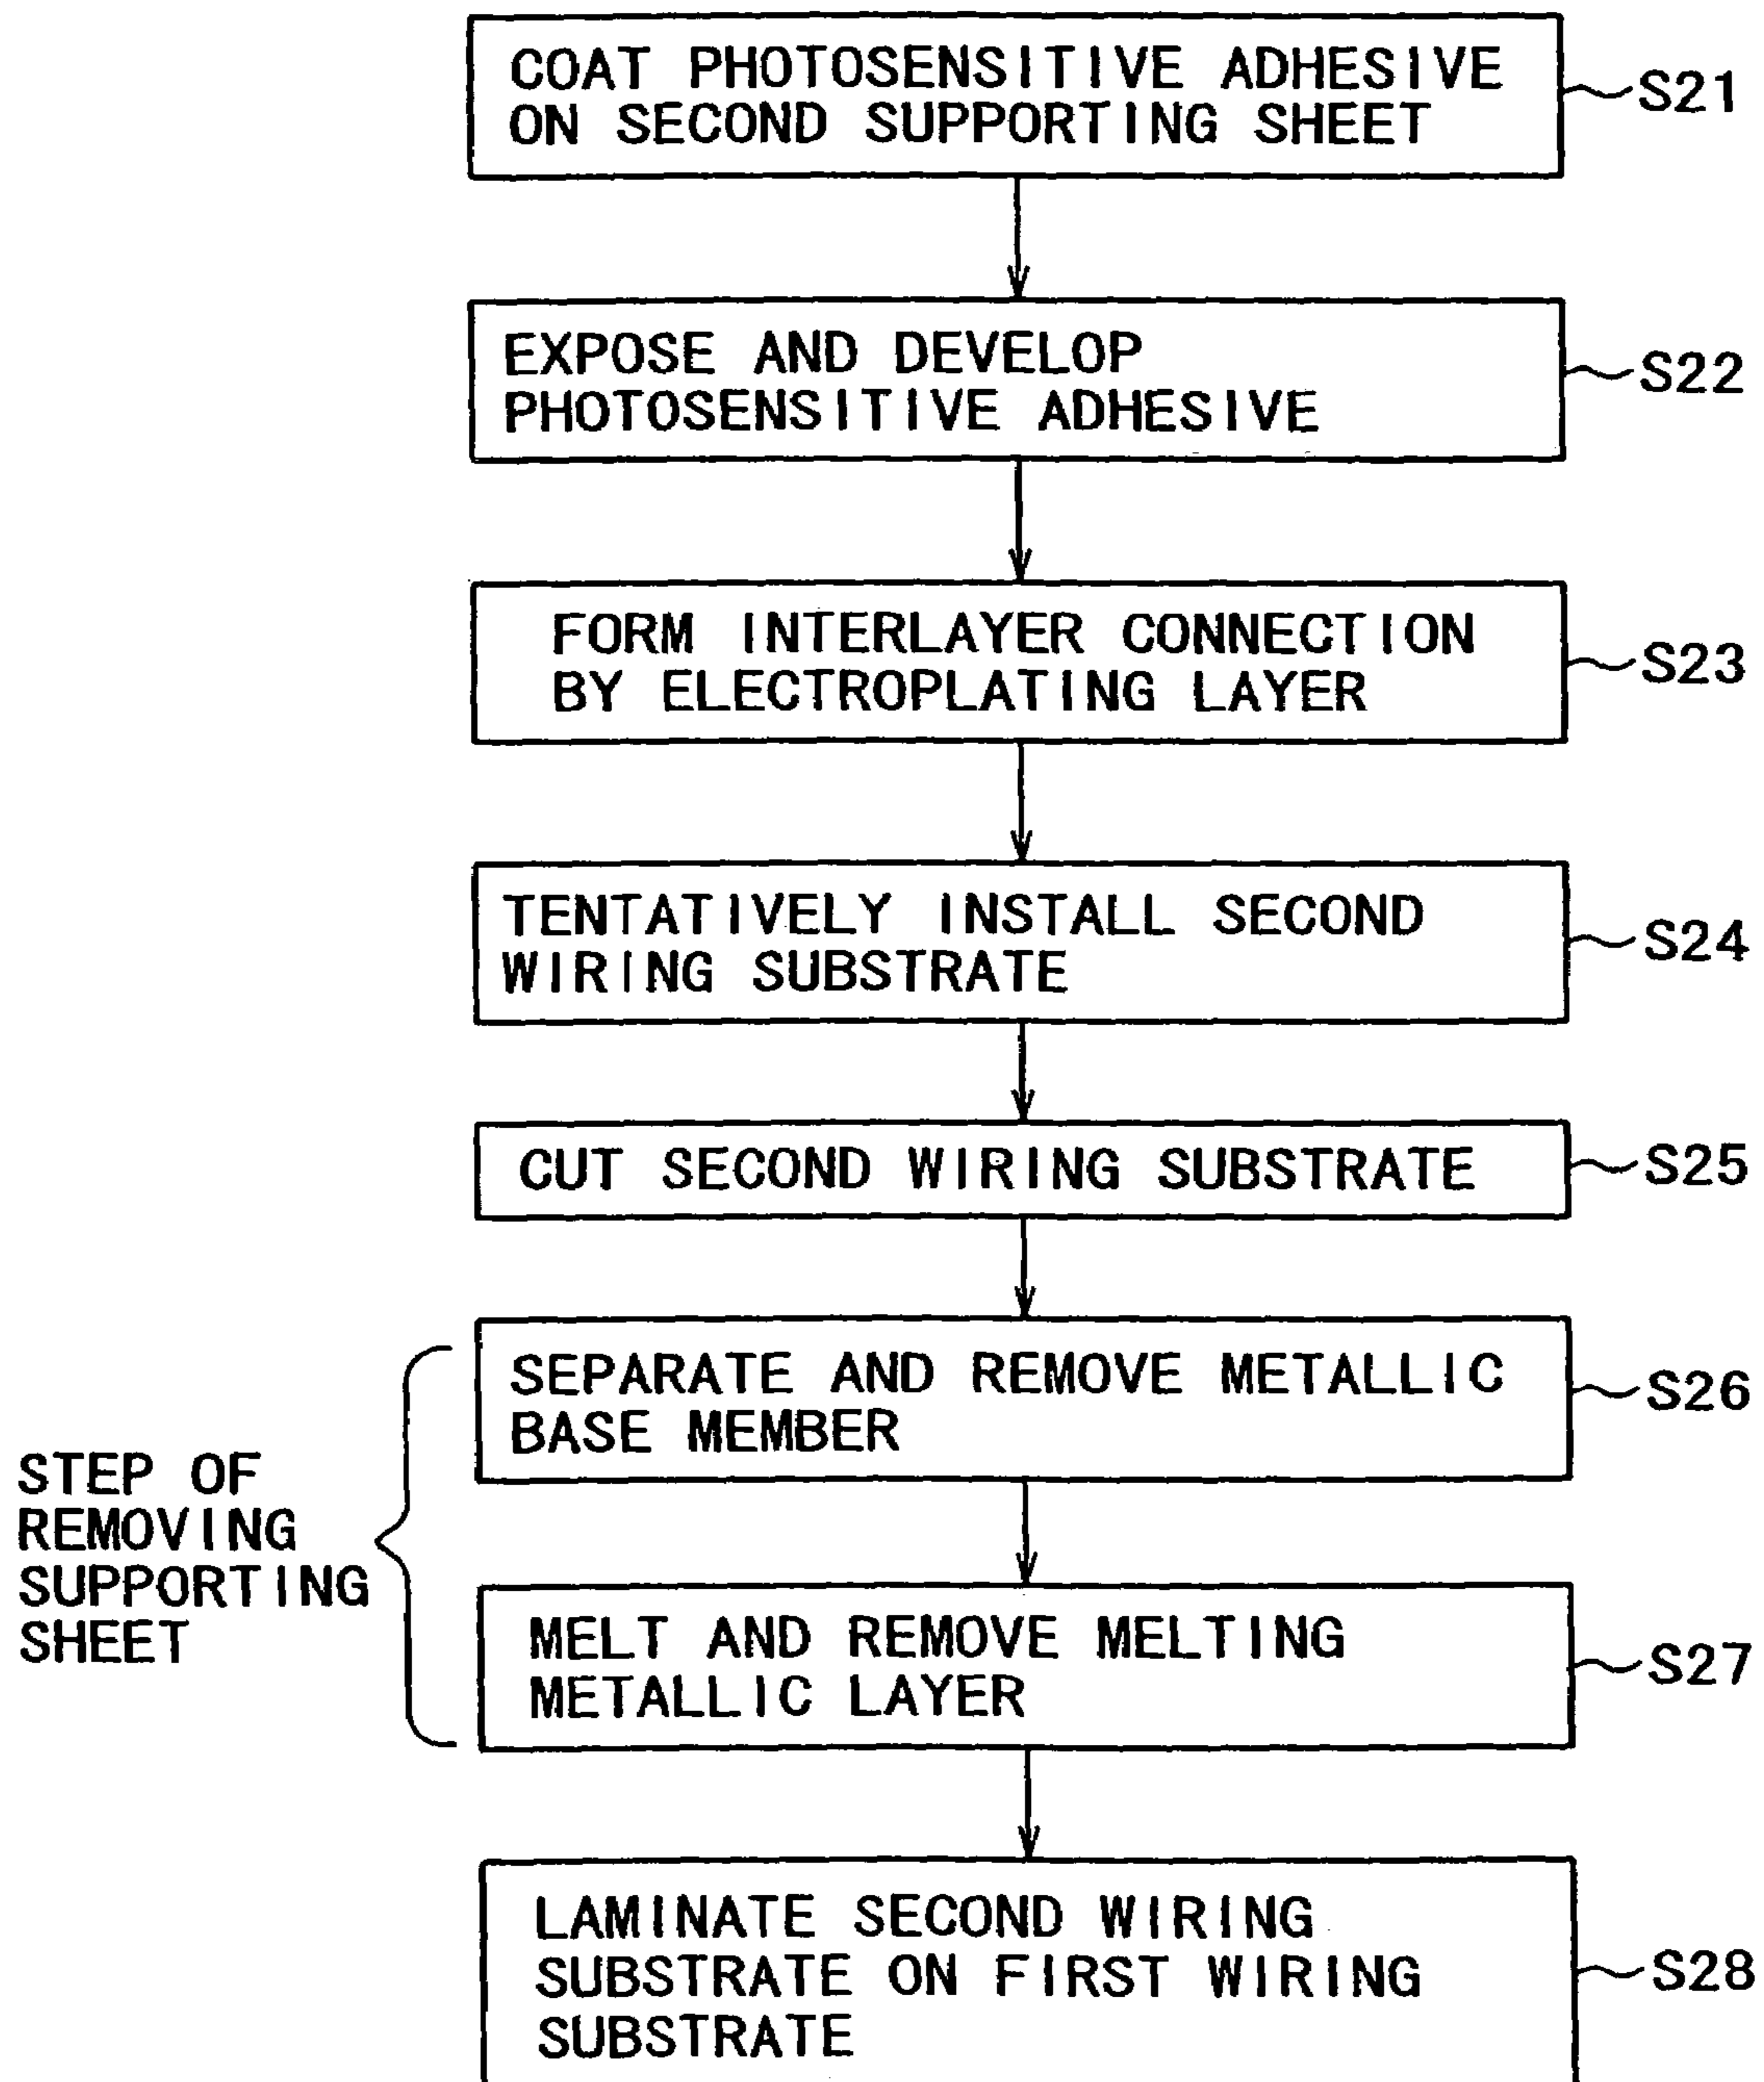 COAT PHOTOSENSITIVE ADHESIVE
ON SECOND SUPPORTING SHEET
S21
EXPOSE AND DEVELOP
PHOTOSENSITIVE ADHESIVE
S22
FORM INTERLAYER CONNECTION
BY ELECTROPLATING LAYER
S23
TENTATIVELY INSTALL SECOND
WIRING SUBSTRATE
S24
CUT SECOND WIRING SUBSTRATE
S25
STEP OF
REMOVING
SUPPORTING
SHEET
SEPARATE AND REMOVE METALLIC
BASE MEMBER
S26
MELT AND REMOVE MELTING
METALLIC LAYER
S27
LAMINATE SECOND WIRING
SUBSTRATE ON FIRST WIRING
SUBSTRATE
S28